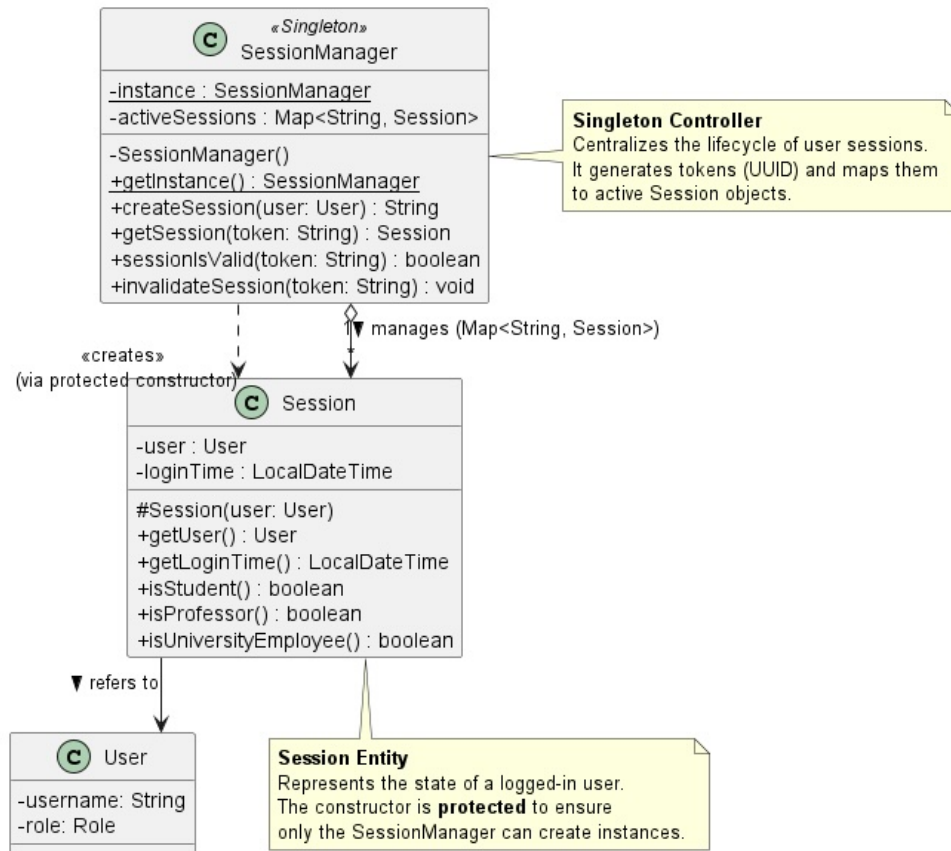 «Singleton»
C SessionManager
-instance : SessionManager
-activeSessions : Map<String, Session>
-SessionManager()
+getInstance() : SessionManager
+createSession(user: User) : String
+getSession(token: String) : Session
+sessionIsValid(token: String) : boolean
+invalidateSession(token: String) : void
Singleton Controller
Centralizes the lifecycle of user sessions.
It generates tokens (UUID) and maps them
to active Session objects.
1
manages (Map<String, Session>)
*
«creates»
(via protected constructor)
C Session
-user : User
-loginTime : LocalDateTime
#Session(user: User)
+getUser() : User
+getLoginTime() : LocalDateTime
+isStudent() : boolean
+isProfessor() : boolean
+isUniversityEmployee() : boolean
refers to
C User
-username: String
-role: Role
Session Entity
Represents the state of a logged-in user.
The constructor is protected to ensure
only the SessionManager can create instances.